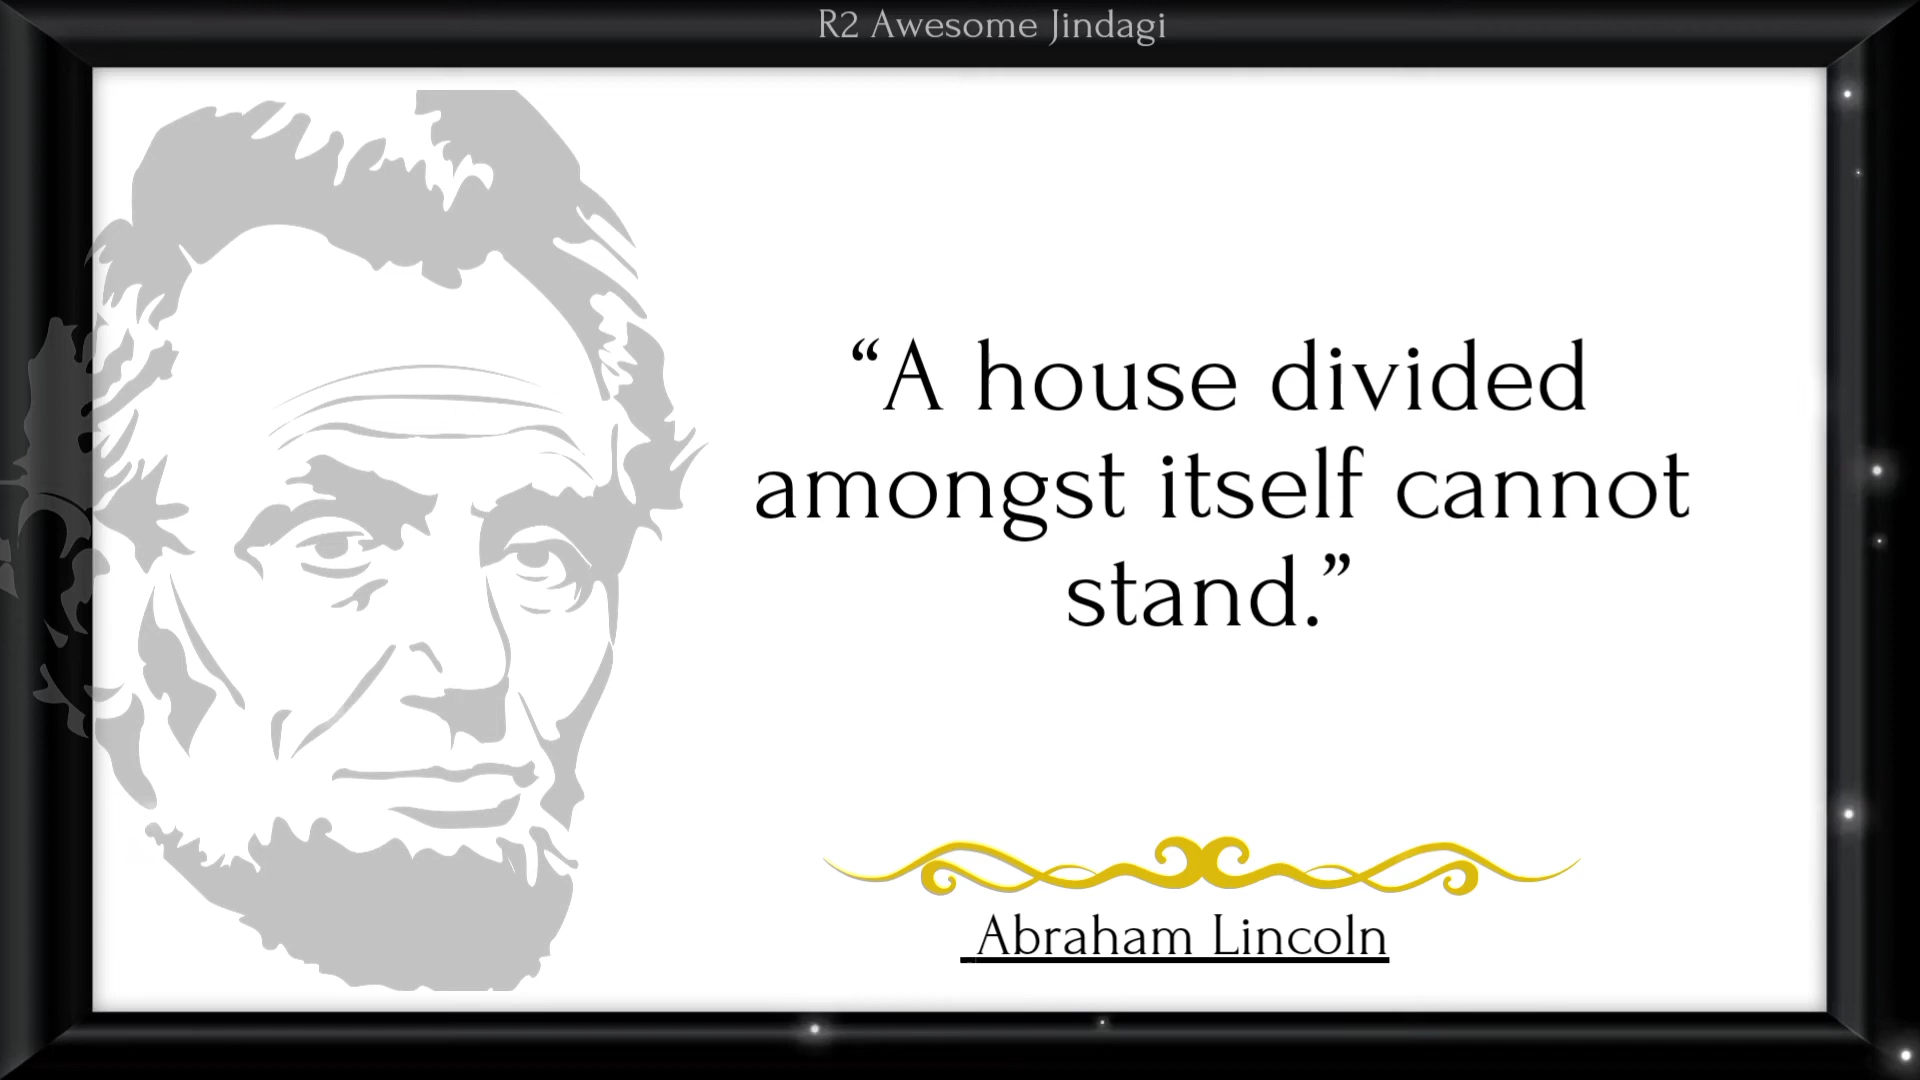 R2 Awesome Jindagi
“A house divided
amongst itself cannot
stand.”
Abraham Lincoln